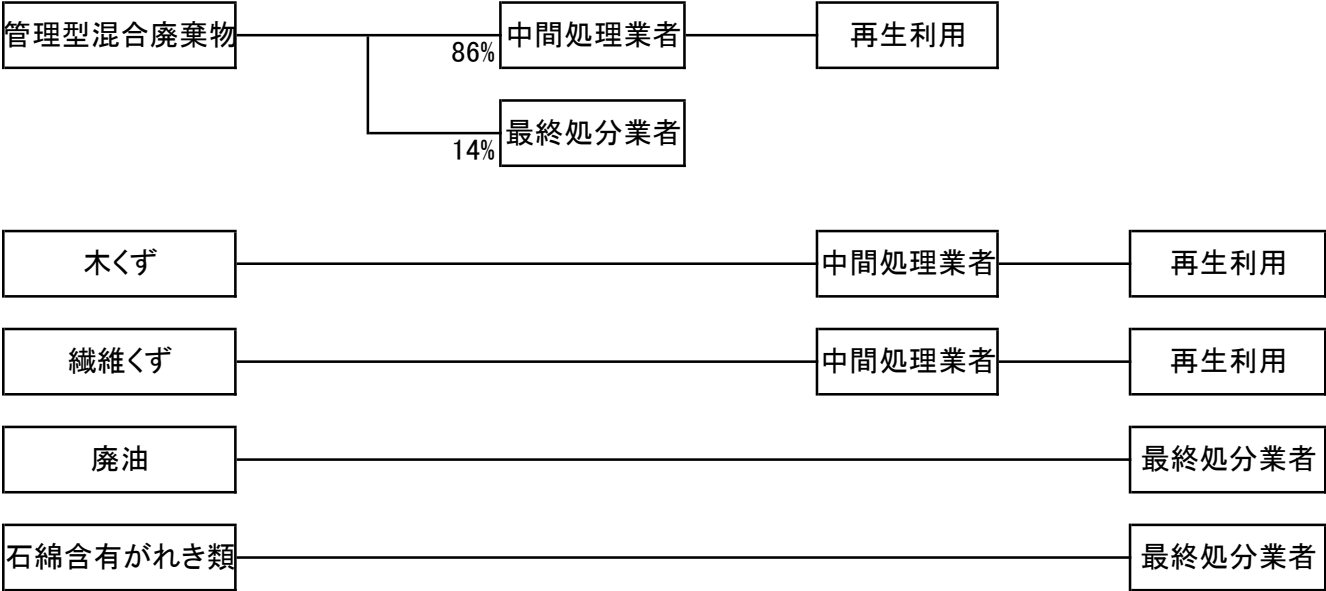 管理型混合廃棄物
86%
中間処理業者
再生利用
14%
最終処分業者
木くず
中間処理業者
再生利用
繊維くず
中間処理業者
再生利用
廃油
最終処分業者
石綿含有がれき類
最終処分業者